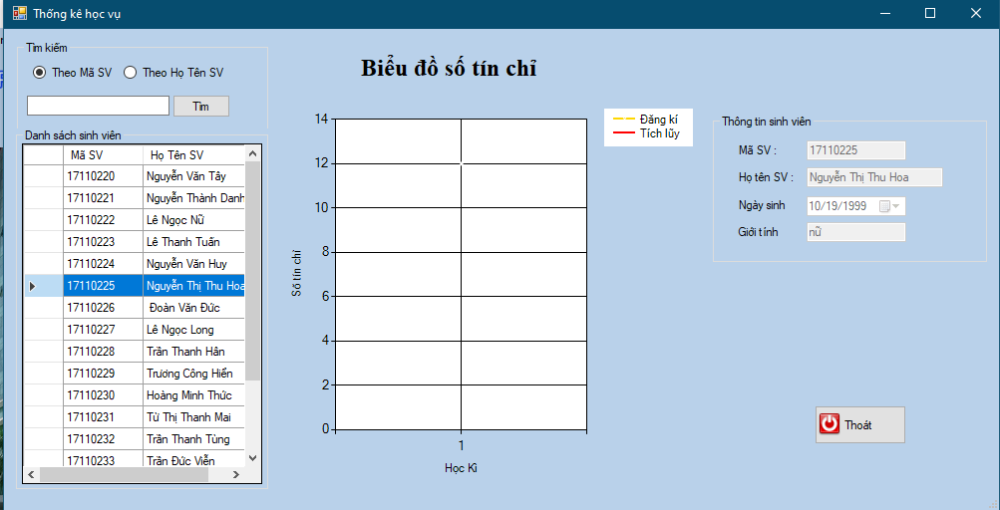 Thống kê học vụ
Tìm kiếm
Theo Mã SV
Theo Họ Tên SV
Tìm
Danh sách sinh viên
Mã SV Họ Tên SV
17110220 Nguyễn Văn Tây
17110221 Nguyễn Thành Danh
17110222 Lê Ngọc Nữ
17110223 Lê Thanh Tuấn
17110224 Nguyễn Văn Huy
17110225 Nguyễn Thị Thu Hoa
17110226 Đoàn Văn Đức
17110227 Lê Ngọc Long
17110228 Trần Thanh Hân
17110229 Trương Công Hiển
17110230 Hoàng Minh Thức
17110231 Từ Thị Thanh Mai
17110232 Trần Thanh Tùng
17110233 Trần Đức Viễn
Biểu đồ số tín chỉ
14
12
10
8
6
4
2
0
Số tín chỉ
1
Học Kì
Đăng kí
Tích lũy
Thông tin sinh viên
Mã SV : 17110225
Họ tên SV : Nguyễn Thị Thu Hoa
Ngày sinh 10/19/1999
Giới tính nữ
Thoát